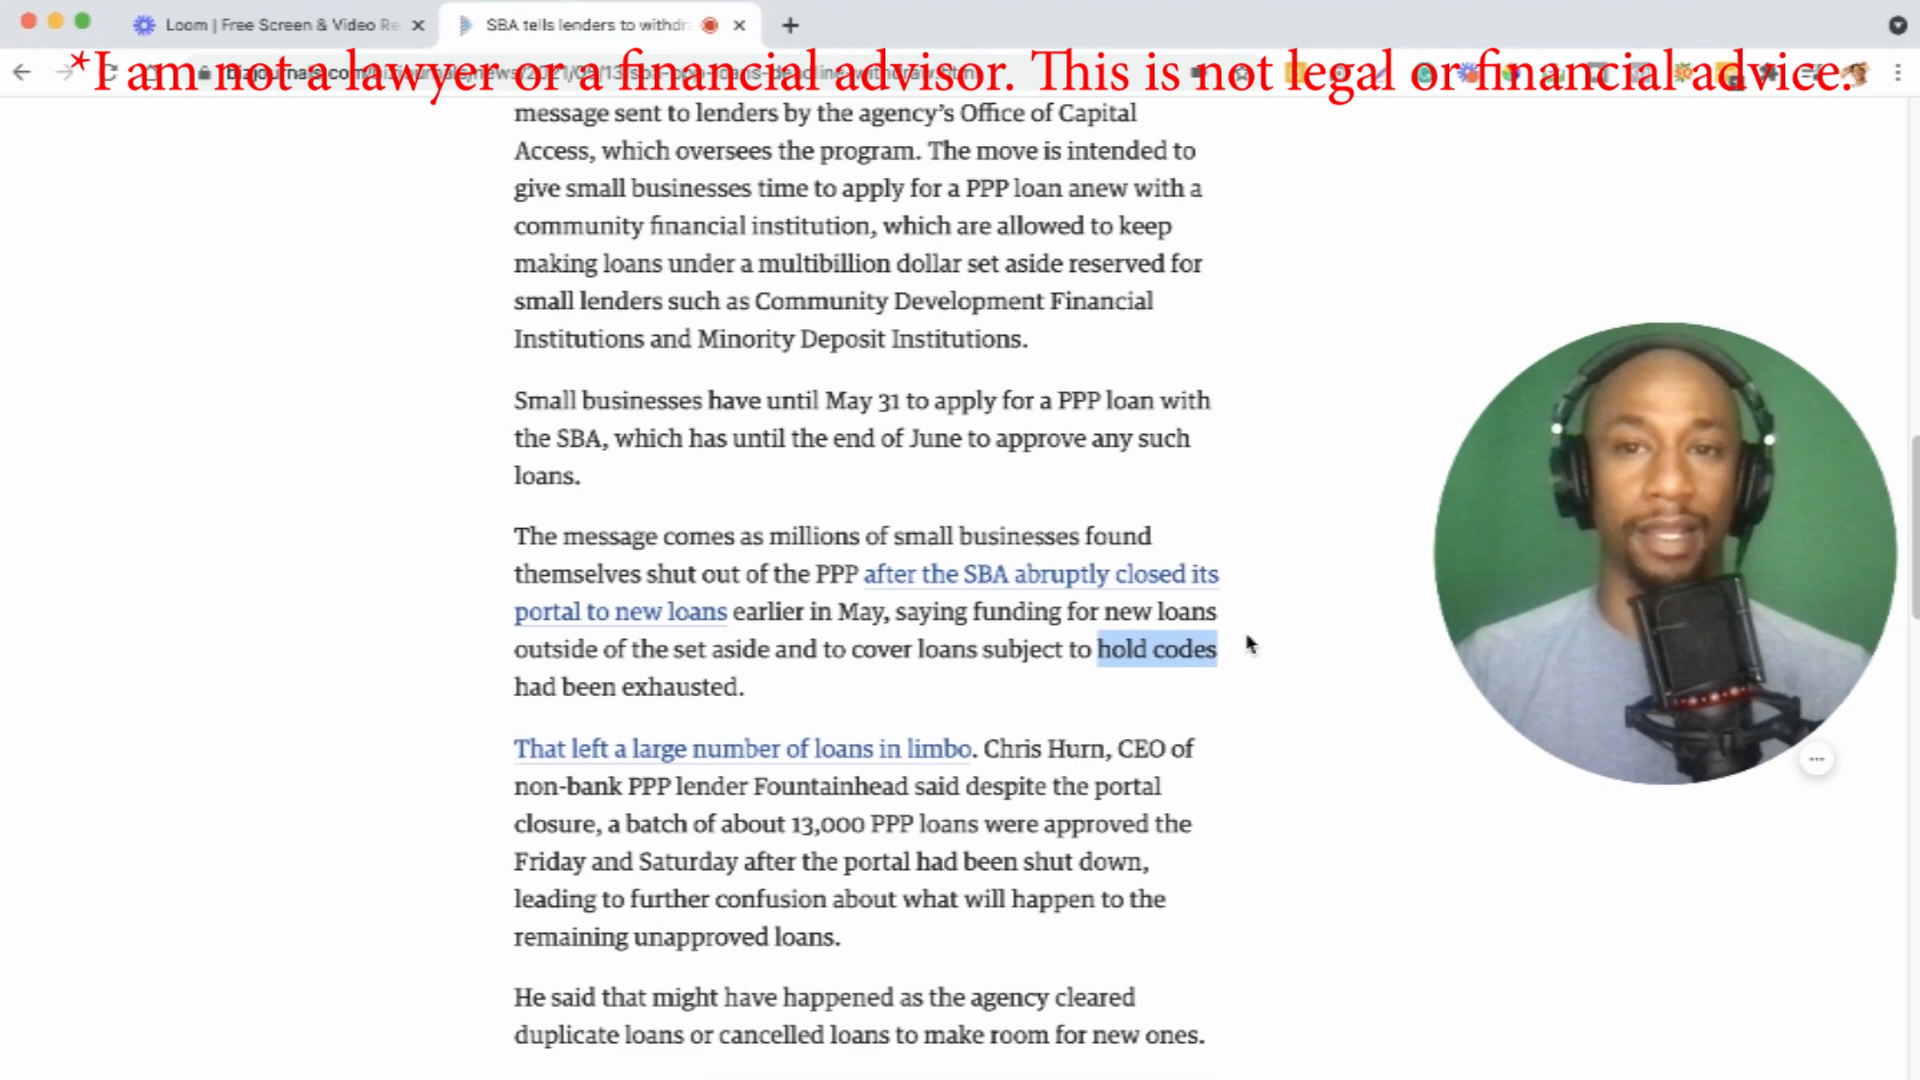 Loom | Free Screen & Video Re
SBA tells lenders to withdr
*I am not a lawyer or a financial advisor. This is not legal or financial advice.
message sent to lenders by the agency’s Office of Capital
Access, which oversees the program. The move is intended to
give small businesses time to apply for a PPP loan anew with a
community financial institution, which are allowed to keep
making loans under a multibillion dollar set aside reserved for
small lenders such as Community Development Financial
Institutions and Minority Deposit Institutions.
Small businesses have until May 31 to apply for a PPP loan with
the SBA, which has until the end of June to approve any such
loans.
The message comes as millions of small businesses found
themselves shut out of the PPP after the SBA abruptly closed its
portal to new loans earlier in May, saying funding for new loans
outside of the set aside and to cover loans subject to hold codes
had been exhausted.
That left a large number of loans in limbo. Chris Hurn, CEO of
non-bank PPP lender Fountainhead said despite the portal
closure, a batch of about 13,000 PPP loans were approved the
Friday and Saturday after the portal had been shut down,
leading to further confusion about what will happen to the
remaining unapproved loans.
He said that might have happened as the agency cleared
duplicate loans or cancelled loans to make room for new ones.